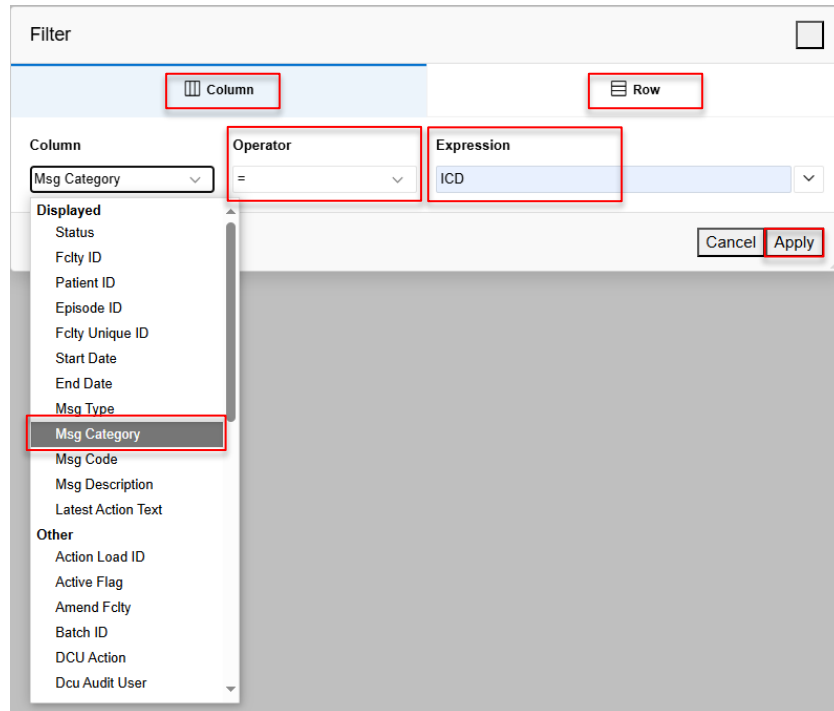 Filter
Column Row
Column Operator Expression
Msg Category = ICD
Displayed
Status
Fclty ID
Cancel Apply
Patient ID
Episode ID
Fclty Unique ID
Start Date
End Date
Msg Type
Msg Category
Msg Code
Msg Description
Latest Action Text
Other
Action Load ID
Active Flag
Amend Fclty
Batch ID
DCU Action
Dcu Audit User